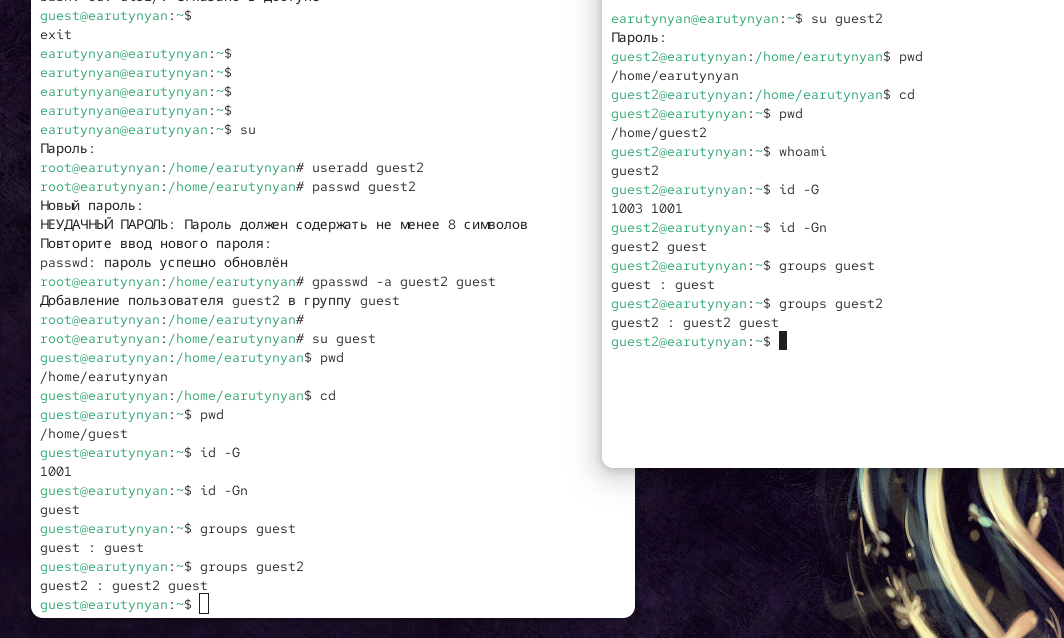 guest@earutynyan:~$
exit
earutynyan@earutynyan:~$
earutynyan@earutynyan:~$
earutynyan@earutynyan:~$
earutynyan@earutynyan:~$
earutynyan@earutynyan:~$ su
Пароль:
root@earutynyan:/home/earutynyan# useradd guest2
root@earutynyan:/home/earutynyan# passwd guest2
Новый пароль:
НЕУДАЧНЫЙ ПАРОЛЬ: Пароль должен содержать не менее 8 символов
Повторите ввод нового пароля:
passwd: пароль успешно обновлён
root@earutynyan:/home/earutynyan# gpasswd -a guest2 guest
Добавление пользователя guest2 в группу guest
root@earutynyan:/home/earutynyan#
root@earutynyan:/home/earutynyan# su guest
guest@earutynyan:/home/earutynyan$ pwd
/home/earutynyan
guest@earutynyan:/home/earutynyan$ cd
guest@earutynyan:~$ pwd
/home/guest
guest@earutynyan:~$ id -G
1001
guest@earutynyan:~$ id -Gn
guest
guest@earutynyan:~$ groups guest
guest : guest
guest@earutynyan:~$ groups guest2
guest2 : guest2 guest
guest@earutynyan:~$
earutynyan@earutynyan:~$ su guest2
Пароль:
guest2@earutynyan:/home/earutynyan$ pwd
/home/earutynyan
guest2@earutynyan:/home/earutynyan$ cd
guest2@earutynyan:~$ pwd
/home/guest2
guest2@earutynyan:~$ whoami
guest2
guest2@earutynyan:~$ id -G
1003 1001
guest2@earutynyan:~$ id -Gn
guest2 guest
guest2@earutynyan:~$ groups guest
guest : guest
guest2@earutynyan:~$ groups guest2
guest2 : guest2 guest
guest2@earutynyan:~$